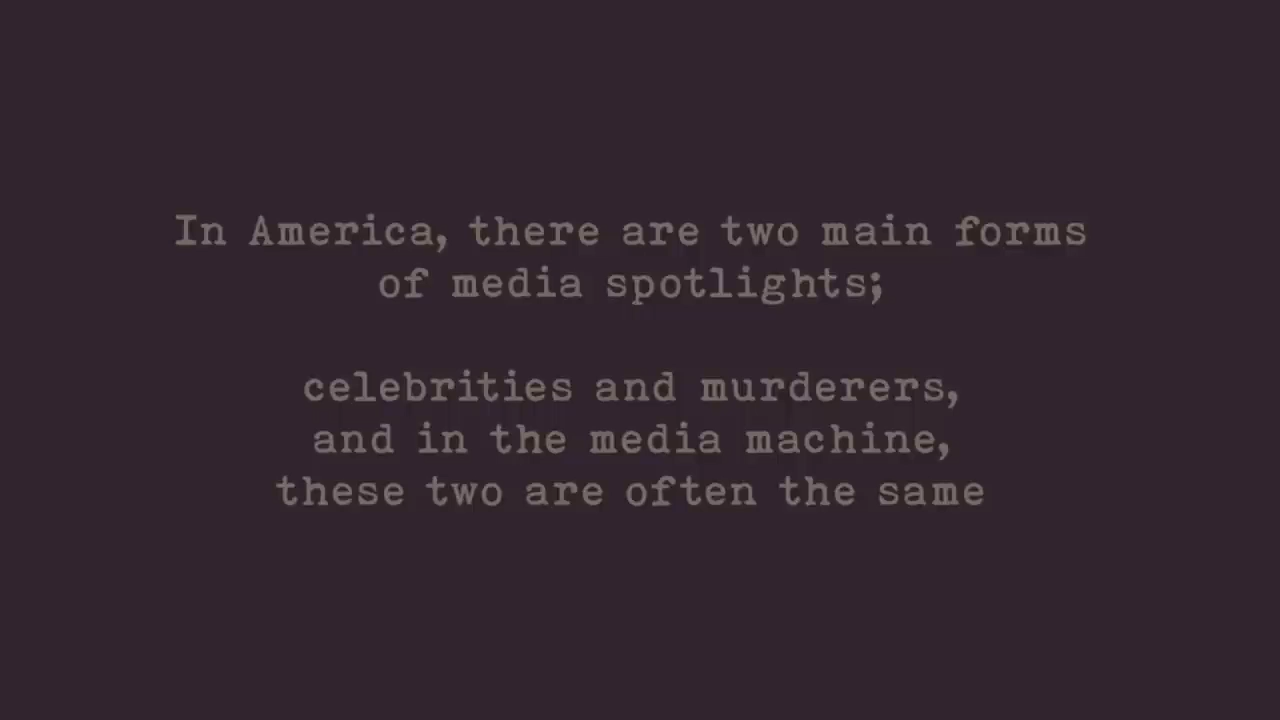 In America, there are two main forms
of media spotlights;
celebrities and murderers,
and in the media machine,
these two are often the same